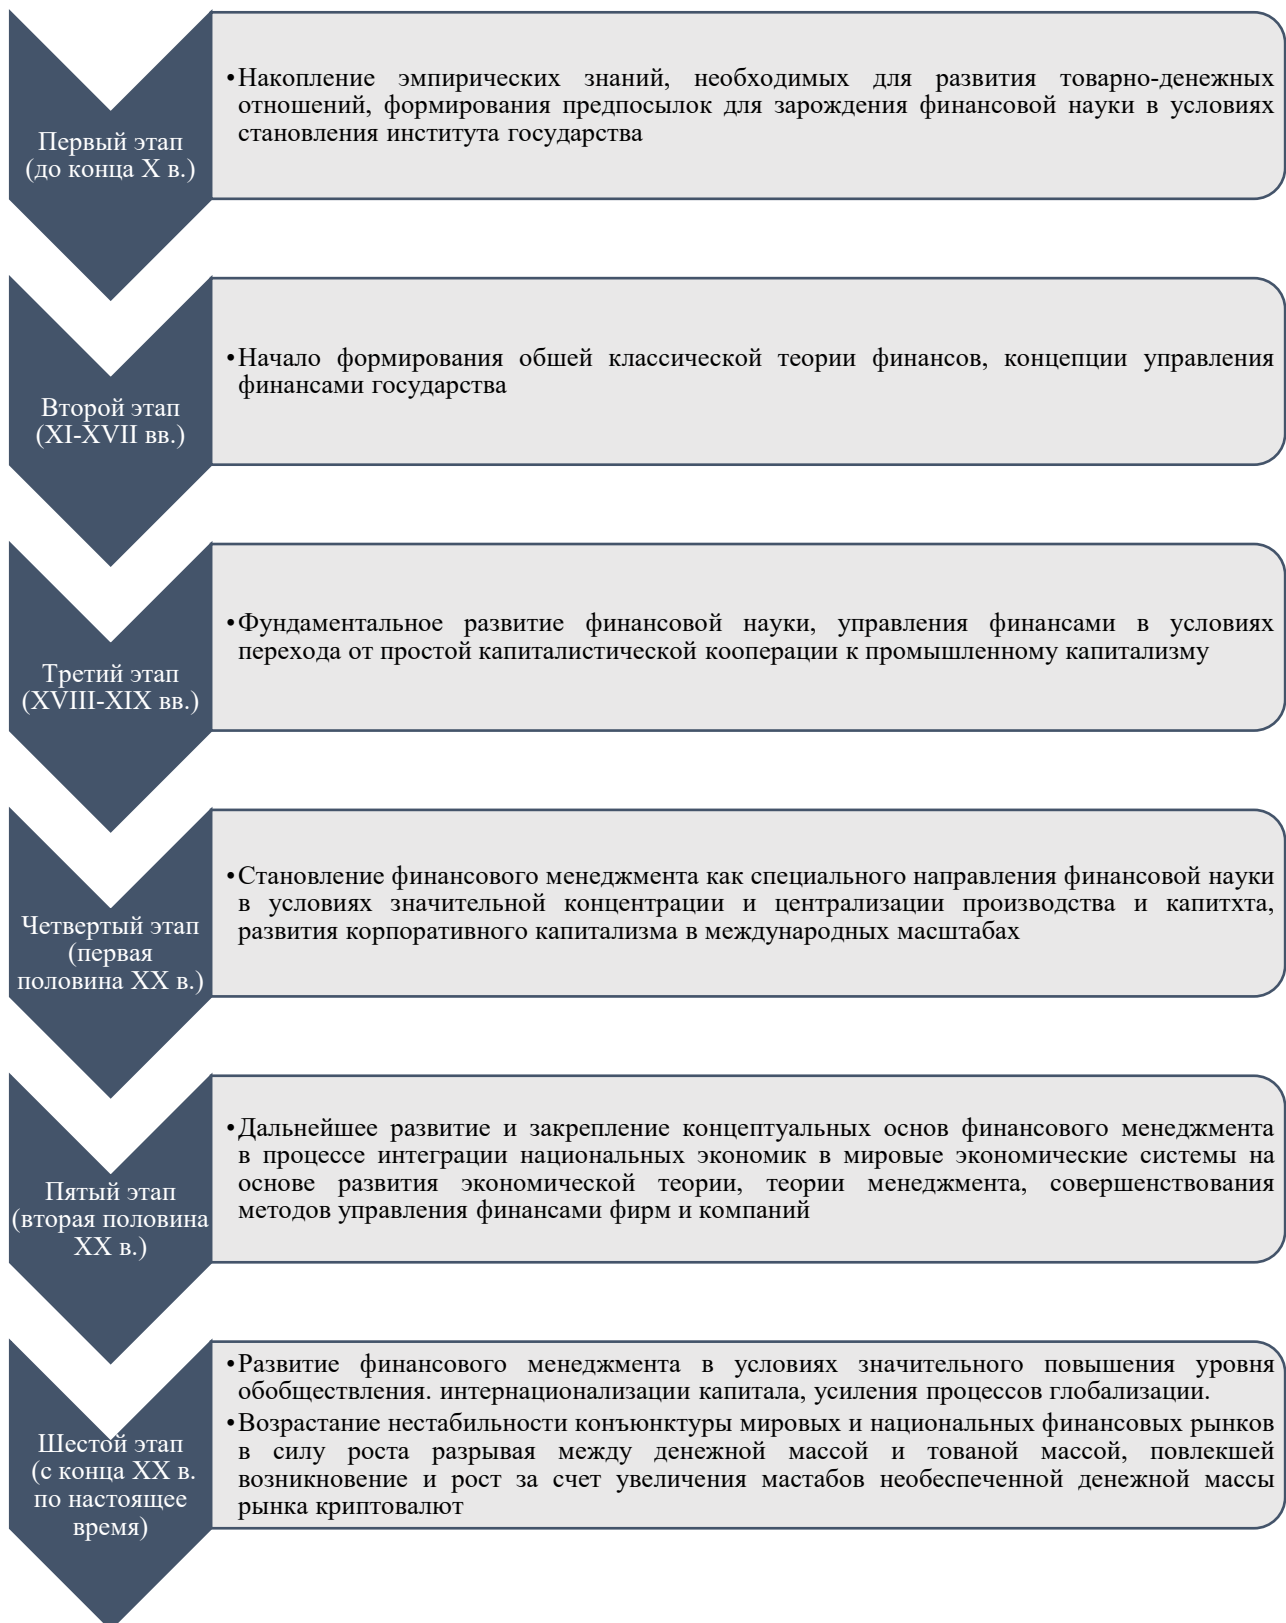 Первый этап
(до конца X в.)
•Накопление эмпирических знаний, необходимых для развития товарно-денежных
отношений, формирования предпосылок для зарождения финансовой науки в условиях
становления института государства
Второй этап
(XI-XVII вв.)
•Начало формирования обшей классической теории финансов, концепции управления
финансами государства
Третий этап
(XVIII-XIX вв.)
•Фундаментальное развитие финансовой науки, управления финансами в условиях
перехода от простой капиталистической кооперации к промышленному капитализму
Четвертый этап
(первая
половина XX в.)
•Становление финансового менеджмента как специального направления финансовой науки
в условиях значительной концентрации и централизации производства и капитхта,
развития корпоративного капитализма в международных масштабах
Пятый этап
(вторая половина
XX в.)
•Дальнейшее развитие и закрепление концептуальных основ финансового менеджмента
в процессе интеграции национальных экономик в мировые экономические системы на
основе развития экономической теории, теории менеджмента, совершенствования
методов управления финансами фирм и компаний
Шестой этап
(с конца XX в.
по настоящее
время)
•Развитие финансового менеджмента в условиях значительного повышения уровня
обобществления. интернационализации капитала, усиления процессов глобализации.
•Возрастание нестабильности конъюнктуры мировых и национальных финансовых рынков
в силу роста разрывая между денежной массой и тованой массой, повлекшей
возникновение и рост за счет увеличения мастабов необеспеченной денежной массы
рынка криптовалют